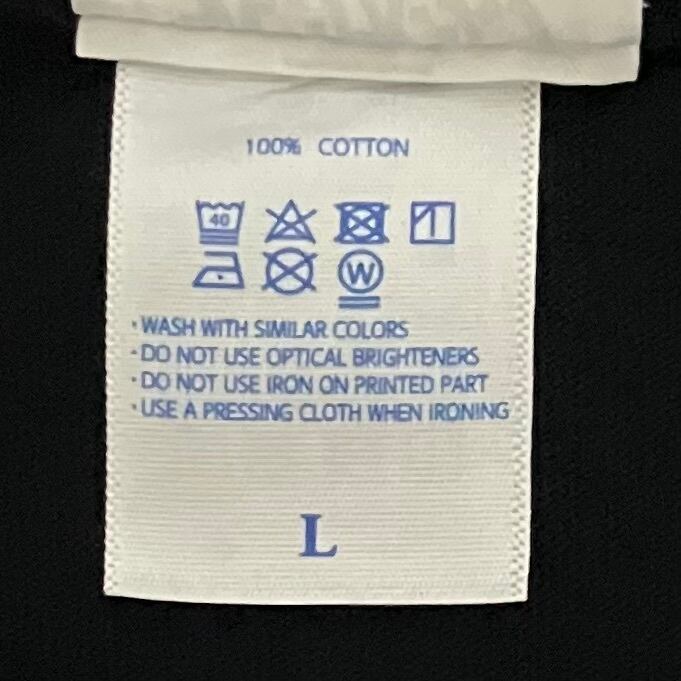 100% COTTON
40
W
· WASH WITH SIMILAR COLORS
· DO NOT USE OPTICAL BRIGHTENERS
· DO NOT USE IRON ON PRINTED PART
· USE A PRESSING CLOTH WHEN IRONING
L